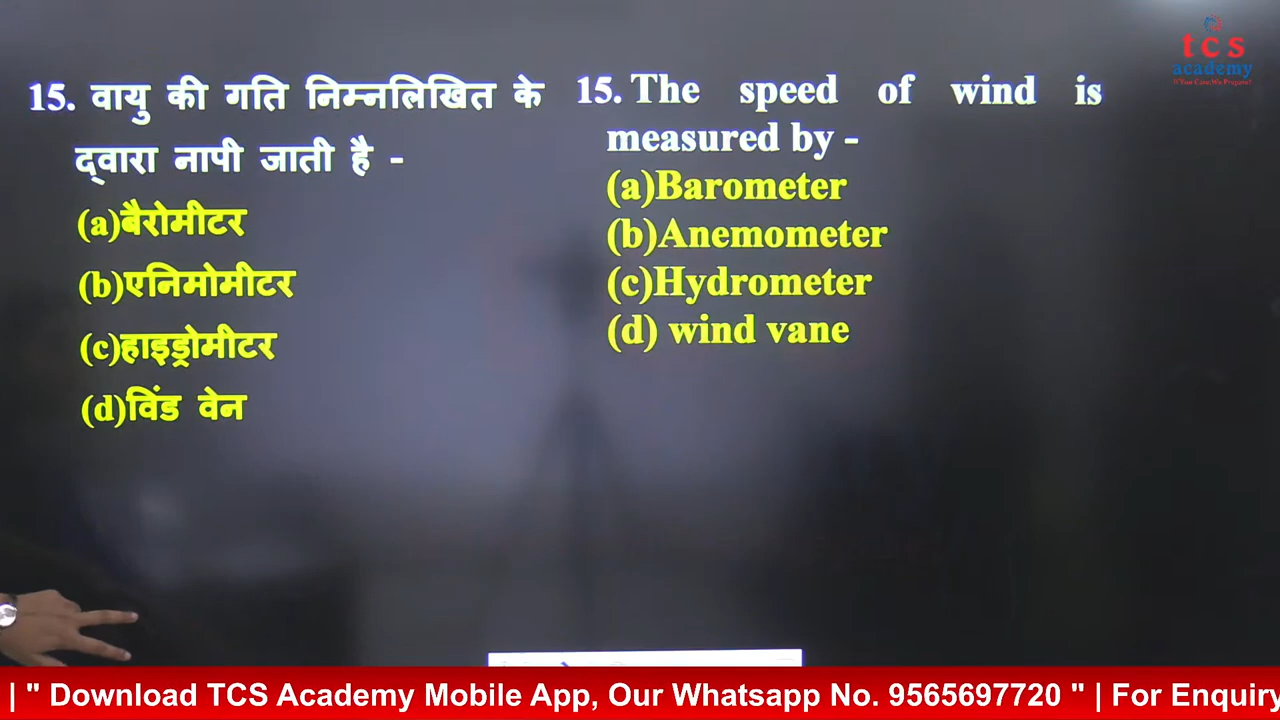 15. वायु की गति निम्नलिखित के
द्वारा नापी जाती है -
(a)बैरोमीटर
(b)एनिमोमीटर
(c)हाइड्रोमीटर
(d)विंड वेन
15. The speed of wind is
measured by -
(a)Barometer
(b)Anemometer
(c)Hydrometer
(d) wind vane
tcs
academy
| " Download TCS Academy Mobile App, Our Whatsapp No. 9565697720 " | For Enquiry